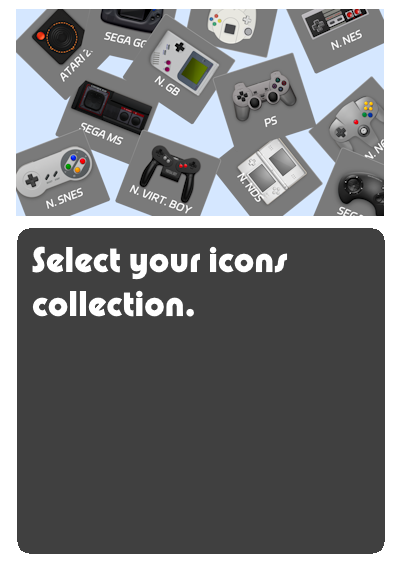 ATARI 2
SEGA GG
N. GB
N. NES
SEGA MS
PS
N. SNES
N. VIRT. BOY
N. NDS
SEGA
Select your icons
collection.